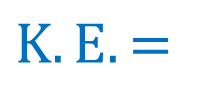 K. E. =